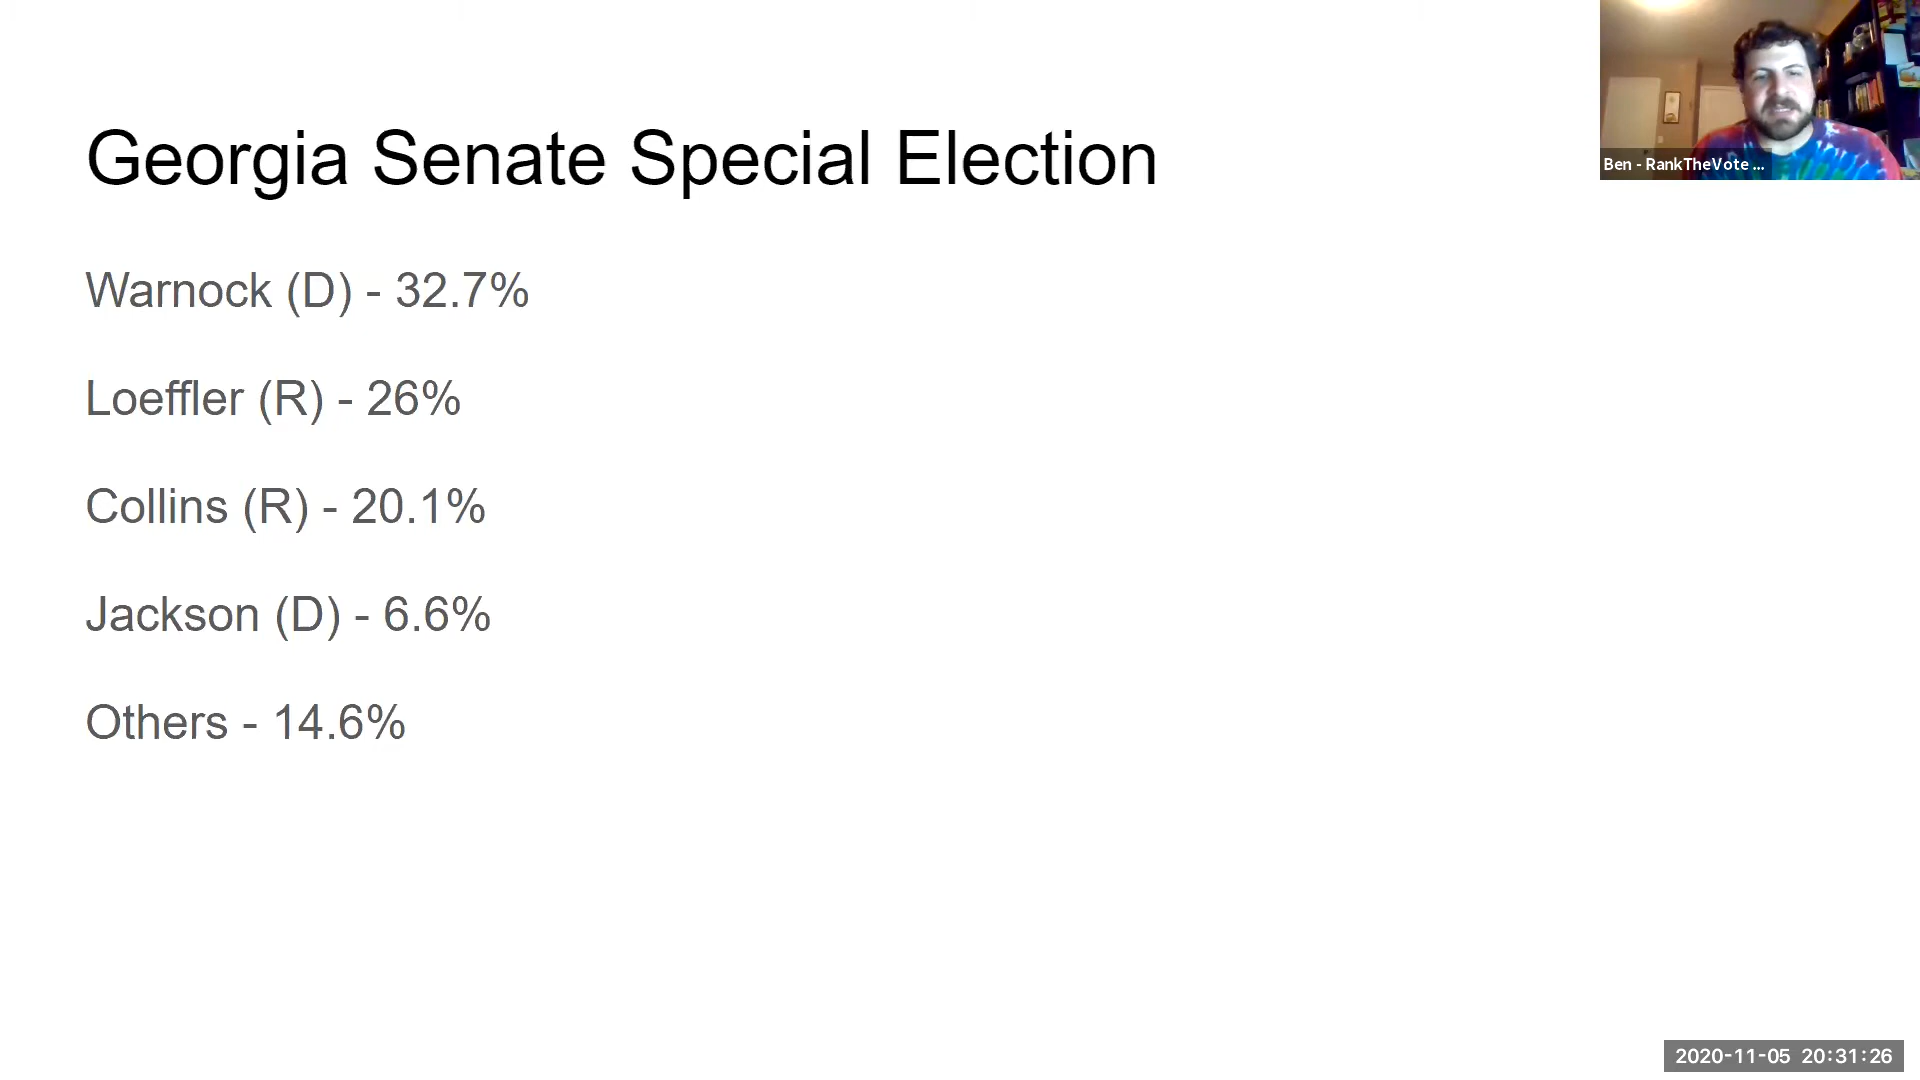 Georgia Senate Special Election
Warnock (D) - 32.7%
Loeffler (R) - 26%
Collins (R) - 20.1%
Jackson (D) - 6.6%
Others - 14.6%
Ben - RankTheVote ...
2020-11-05 20:31:26